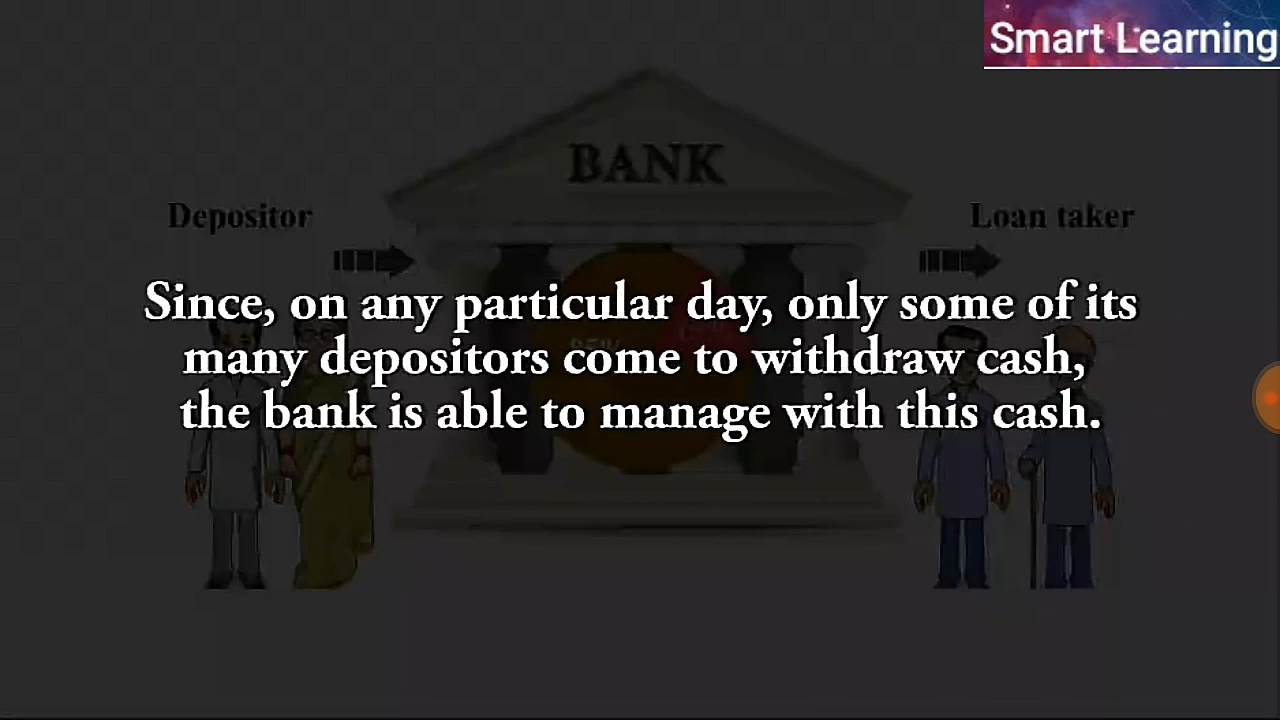 Smart Learning
BANK
Depositor
Loan taker
Since, on any particular day, only some of its
many depositors come to withdraw cash,
the bank is able to manage with this cash.